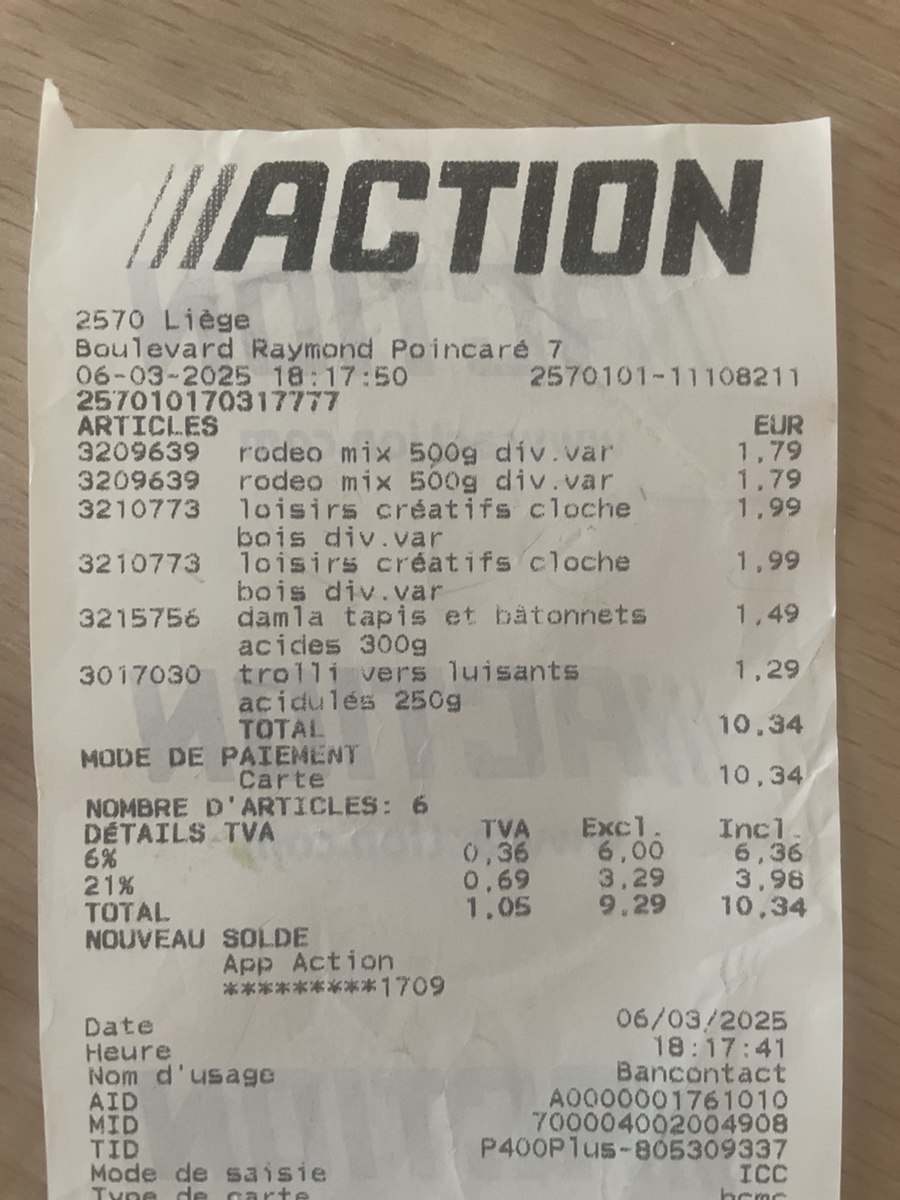 ///ACTION
2570 Liège
Boulevard Raymond Poincaré 7
06-03-2025 18:17:50 2570101-11108211
257010170317777
ARTICLES EUR
3209639 rodeo mix 500g div.var 1,79
3209639 rodeo mix 500g div.var 1,79
3210773 loisirs créatifs cloche 1,99
bois div.var
3210773 loisirs créatifs cloche 1,99
bois div.var
3215756 damla tapis et bâtonnets 1,49
acides 300g
3017030 trolli vers luisants 1,29
acidulés 250g
TOTAL 10,34
MODE DE PAIEMENT
Carte 10,34
NOMBRE D'ARTICLES: 6
DÉTAILS TVA TVA Excl. Incl.
6% 0,36 6,00 6,36
21% 0,69 3,29 3,98
TOTAL 1,05 9,29 10,34
NOUVEAU SOLDE
App Action
*********1709
Date 06/03/2025
Heure 18:17:41
Nom d'usage Bancontact
AID A0000001761010
MID 700004002004908
TID P400Plus-805309337
Mode de saisie ICC
Type de carte bcmc